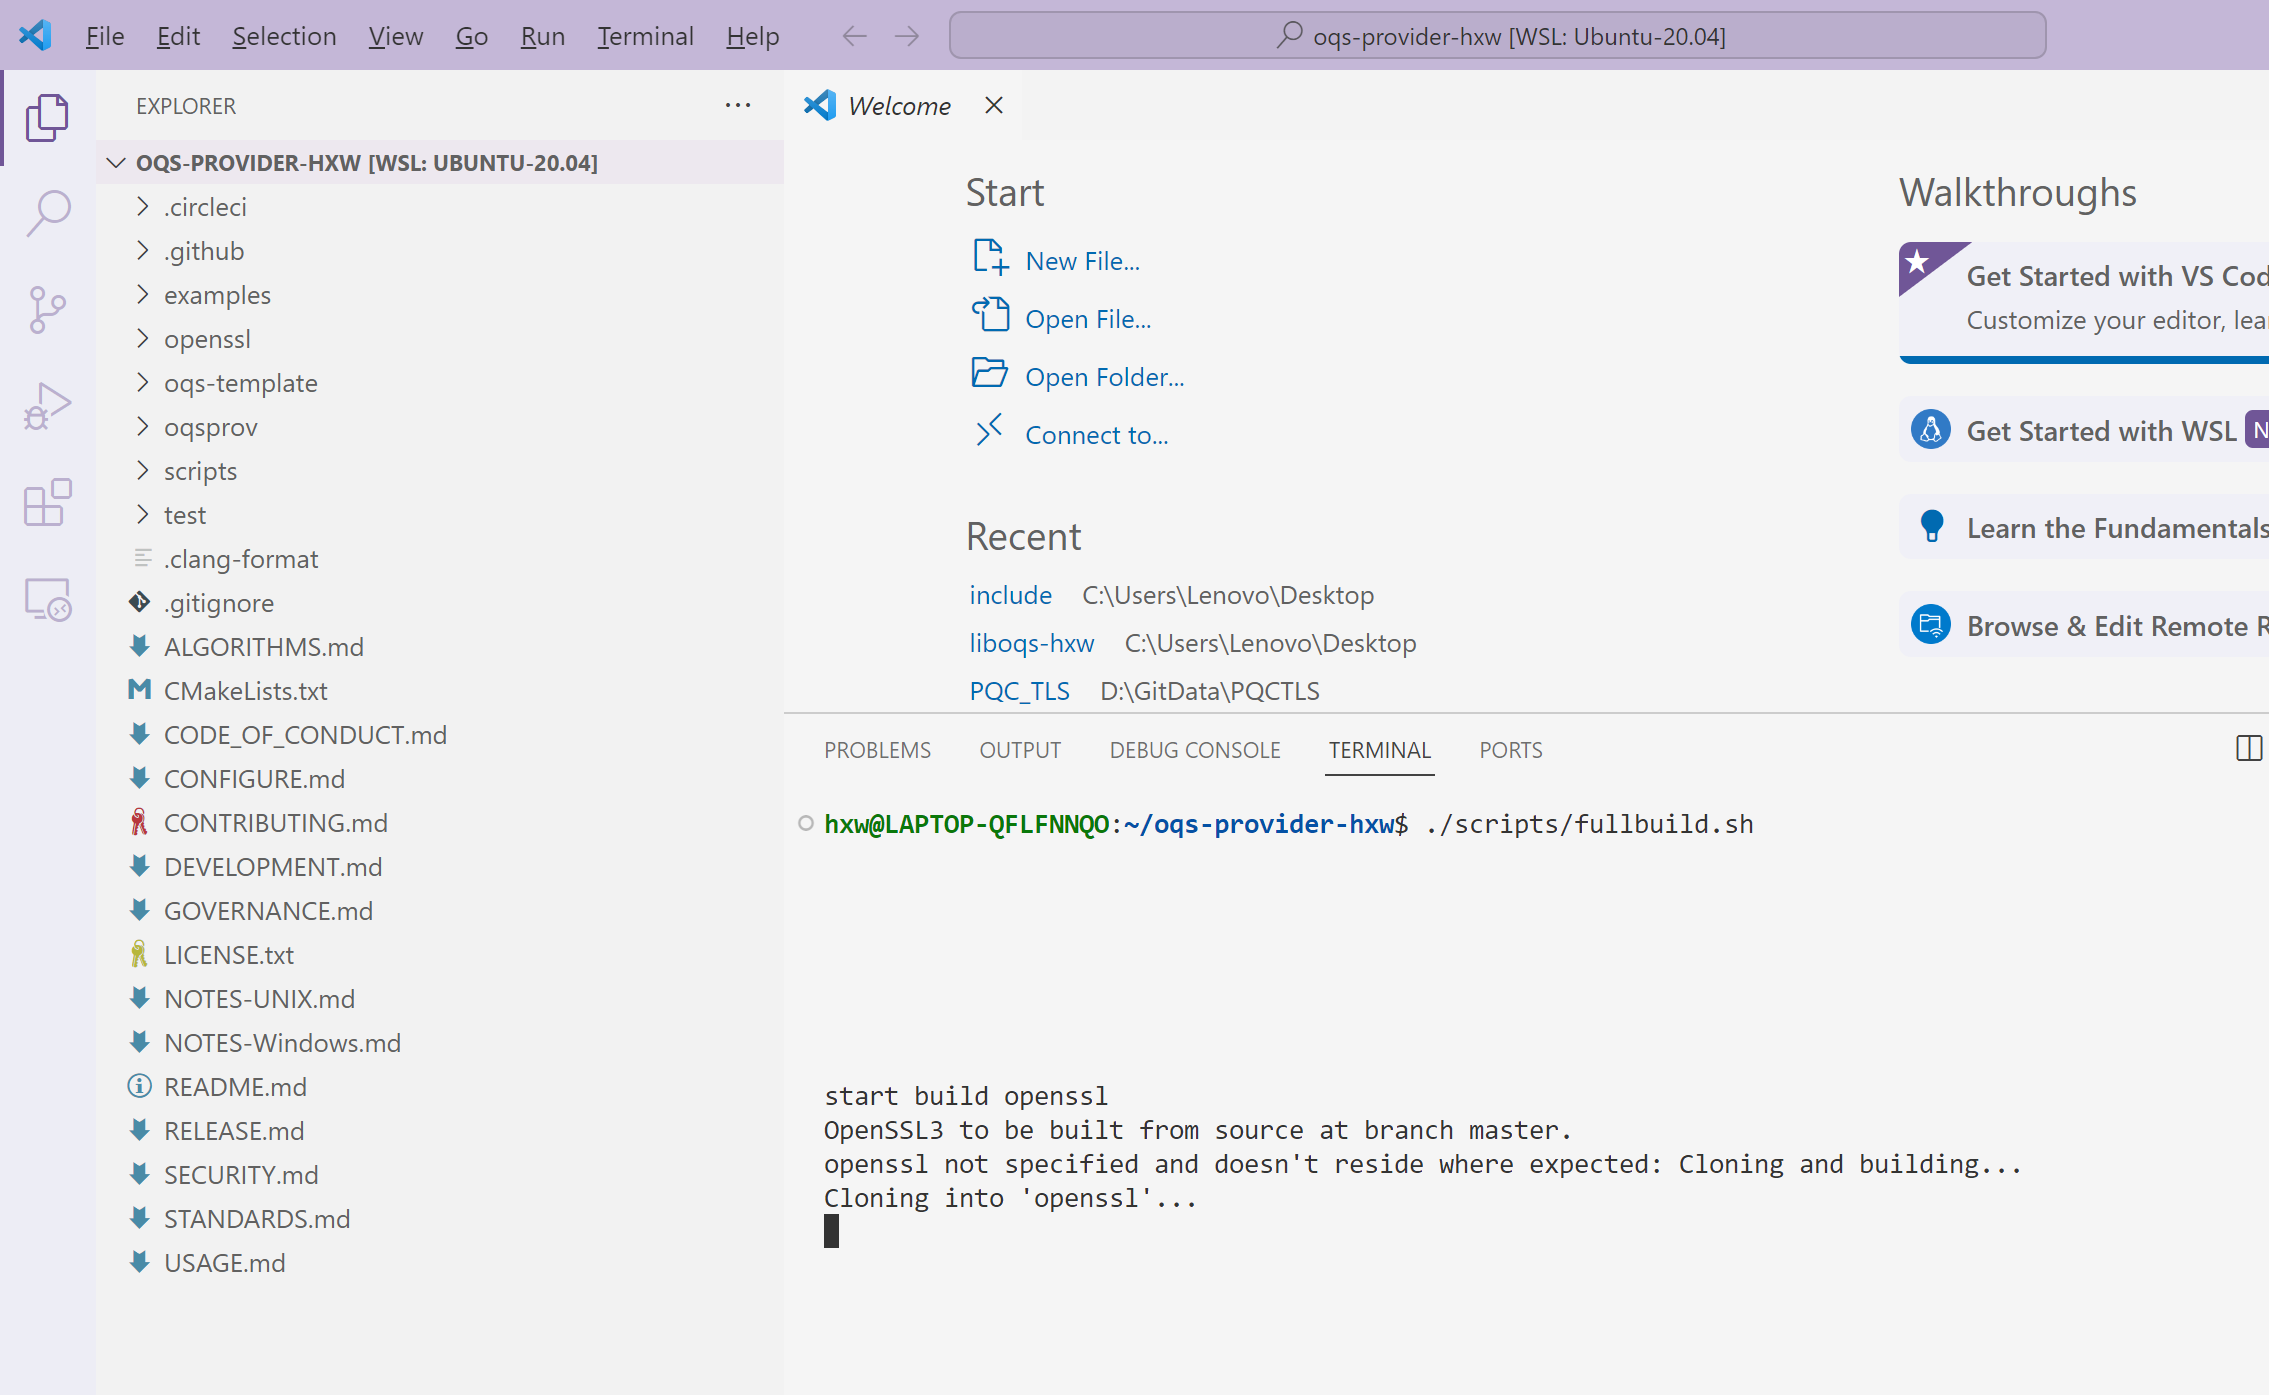 File Edit Selection View Go Run Terminal Help
oqs-provider-hxw [WSL: Ubuntu-20.04]
EXPLORER
OQS-PROVIDER-HXW [WSL: UBUNTU-20.04]
.circleci
.github
examples
openssl
oqs-template
oqsprov
scripts
test
.clang-format
.gitignore
ALGORITHMS.md
CMakeLists.txt
CODE_OF_CONDUCT.md
CONFIGURE.md
CONTRIBUTING.md
DEVELOPMENT.md
GOVERNANCE.md
LICENSE.txt
NOTES-UNIX.md
NOTES-Windows.md
README.md
RELEASE.md
SECURITY.md
STANDARDS.md
USAGE.md
Welcome
Start
New File...
Open File...
Open Folder...
Connect to...
Recent
include C:\Users\Lenovo\Desktop
liboqs-hxw C:\Users\Lenovo\Desktop
PQC_TLS D:\GitData\PQCTLS
Walkthroughs
Get Started with VS Cod
Customize your editor, lea
Get Started with WSL N
Learn the Fundamentals
Browse & Edit Remote R
PROBLEMS OUTPUT DEBUG CONSOLE TERMINAL PORTS
hxw@LAPTOP-QFLFNNQO:~/oqs-provider-hxw$ ./scripts/fullbuild.sh
start build openssl
OpenSSL3 to be built from source at branch master.
openssl not specified and doesn't reside where expected: Cloning and building...
Cloning into 'openssl'...